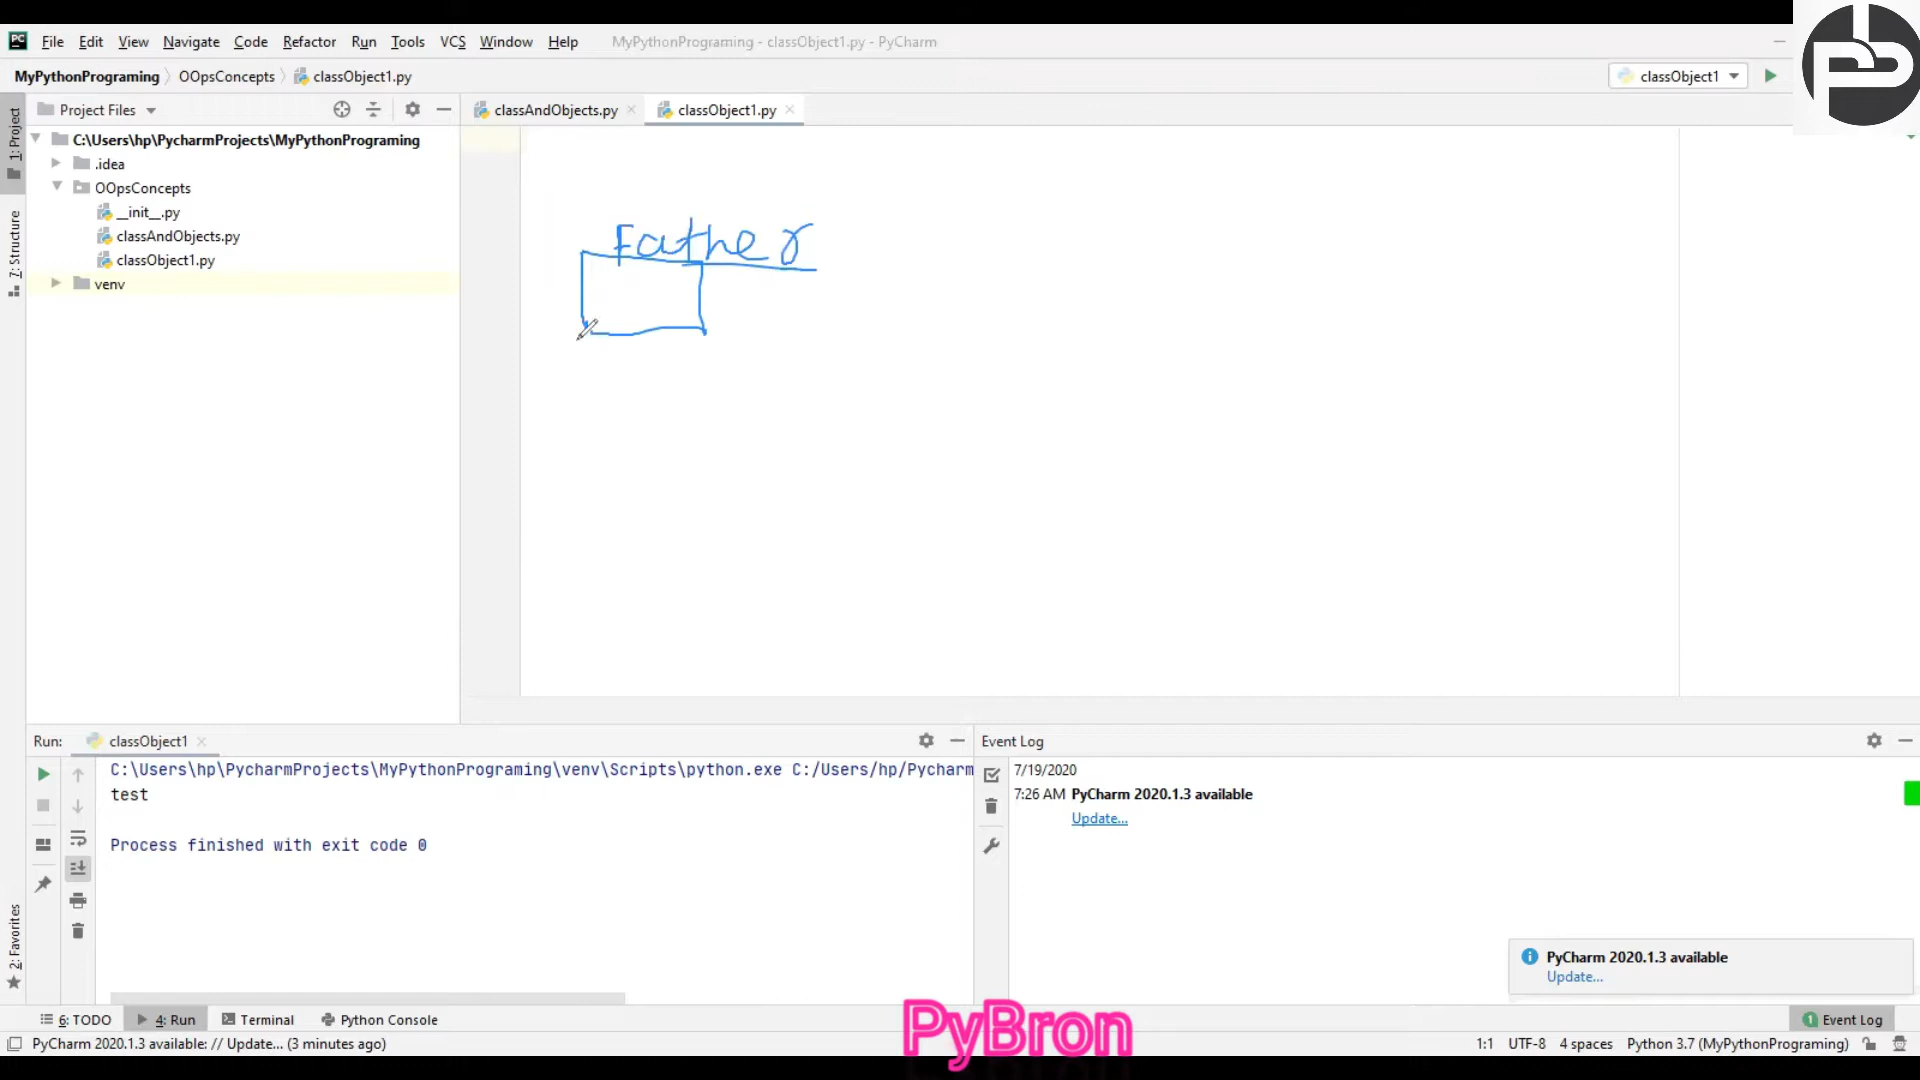 File Edit View Navigate Code Refactor Run Tools VCS Window Help MyPythonPrograming - classObject1.py - PyCharm
MyPythonPrograming OOpsConcepts classObject1.py classObject1
Project Files classAndObjects.py classObject1.py
1: Project
7: Structure
2: Favorites
C:\Users\hp\PycharmProjects\MyPythonPrograming
.idea
OOpsConcepts
__init__.py
classAndObjects.py
classObject1.py
venv
Father
Run: classObject1
C:\Users\hp\PycharmProjects\MyPythonPrograming\venv\Scripts\python.exe C:/Users/hp/Pycharm
test
Process finished with exit code 0
Event Log
7/19/2020
7:26 AM PyCharm 2020.1.3 available
Update...
PyCharm 2020.1.3 available
Update...
6: TODO 4: Run Terminal Python Console 1 Event Log
PyBron
PyCharm 2020.1.3 available: // Update... (3 minutes ago) 1:1 UTF-8 4 spaces Python 3.7 (MyPythonPrograming)